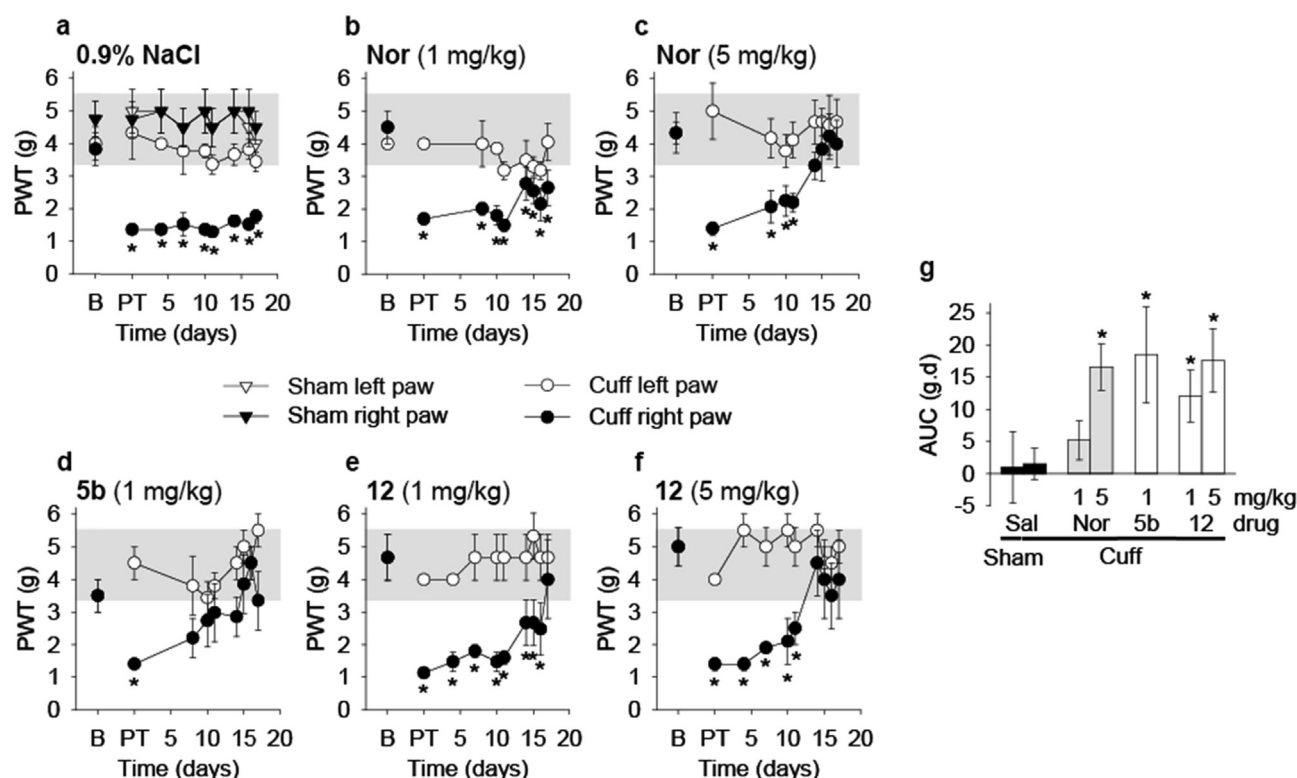 a
0.9% NaCl
6
5
4
3
2
1
0
PWT (g)
* * * * * * * *
B PT 5 10 15 20
Time (days)
b
Nor (1 mg/kg)
6
5
4
3
2
1
0
PWT (g)
* * * * * * * *
B PT 5 10 15 20
Time (days)
c
Nor (5 mg/kg)
6
5
4
3
2
1
0
PWT (g)
* * * *
B PT 5 10 15 20
Time (days)
Sham left paw
Sham right paw
Cuff left paw
Cuff right paw
d
5b (1 mg/kg)
6
5
4
3
2
1
0
PWT (g)
*
B PT 5 10 15 20
Time (days)
e
12 (1 mg/kg)
6
5
4
3
2
1
0
PWT (g)
* * * * * * * *
B PT 5 10 15 20
Time (days)
f
12 (5 mg/kg)
6
5
4
3
2
1
0
PWT (g)
* * * * *
B PT 5 10 15 20
Time (days)
g
25
20
15
10
5
0
-5
AUC (g.d)
* * * *
1 5 1 1 5 mg/kg
Sal Nor 5b 12 drug
Sham Cuff